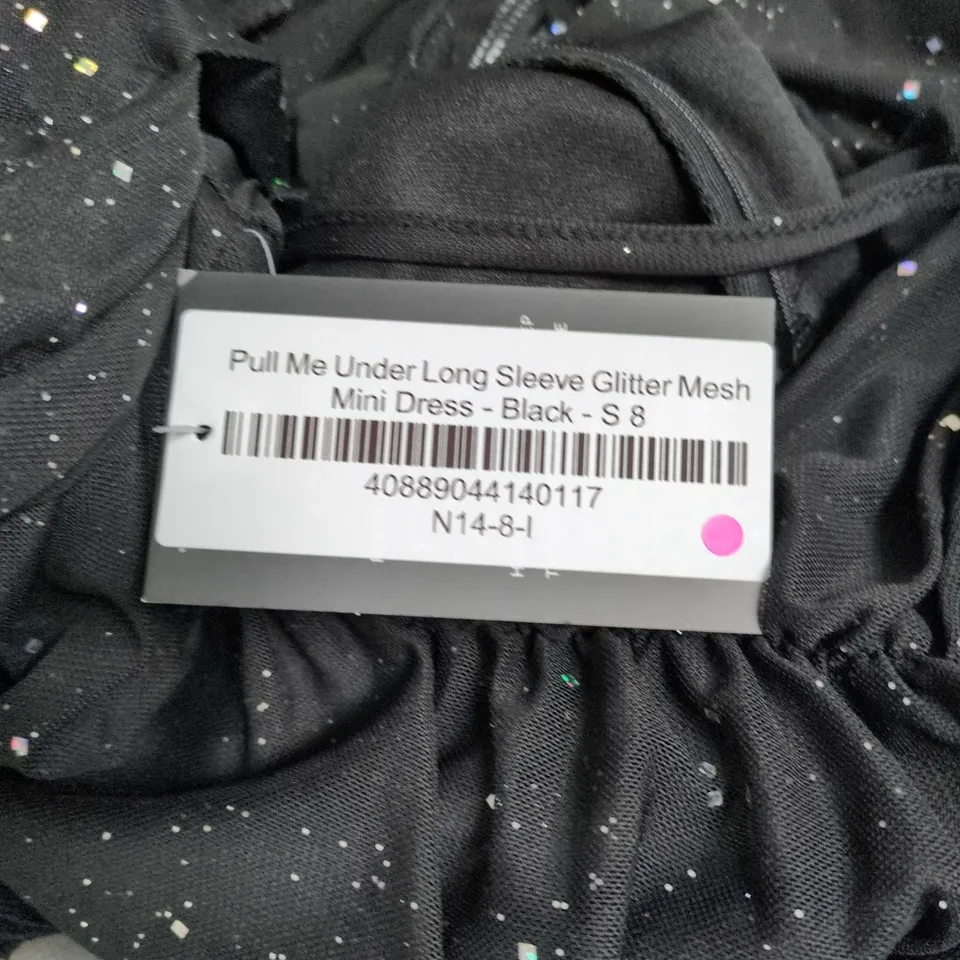 Pull Me Under Long Sleeve Glitter Mesh
Mini Dress - Black - S 8
40889044140117
N14-8-I